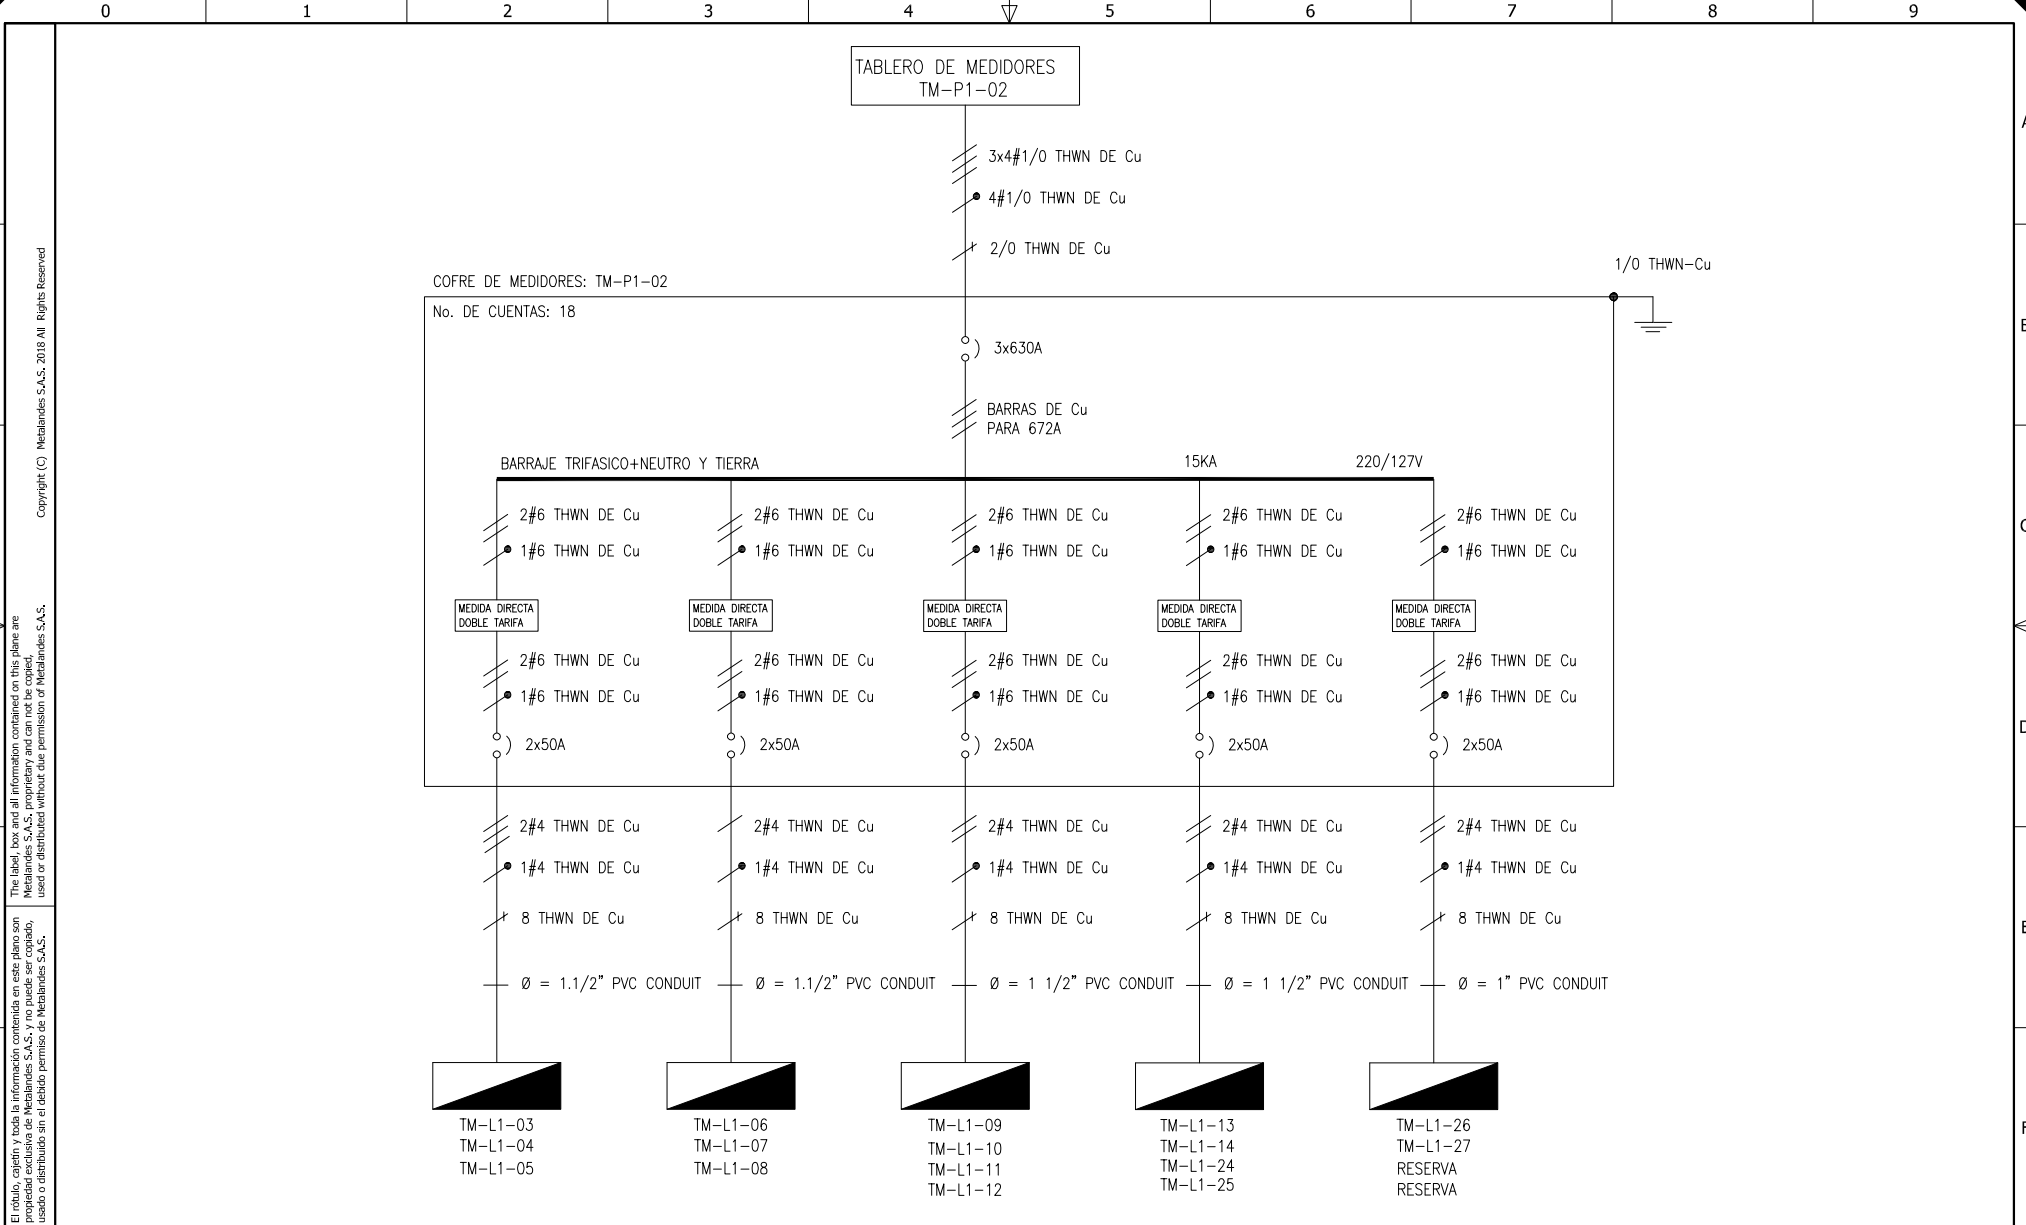 0 1 2 3 4 5 6 7 8 9
TABLERO DE MEDIDORES
TM-P1-02
3x4#1/0 THWN DE Cu
4#1/0 THWN DE Cu
2/0 THWN DE Cu
1/0 THWN-Cu
COFRE DE MEDIDORES: TM-P1-02
No. DE CUENTAS: 18
3x630A
BARRAS DE Cu
PARA 672A
BARRAJE TRIFASICO+NEUTRO Y TIERRA 15KA 220/127V
2#6 THWN DE Cu 2#6 THWN DE Cu 2#6 THWN DE Cu 2#6 THWN DE Cu 2#6 THWN DE Cu
1#6 THWN DE Cu 1#6 THWN DE Cu 1#6 THWN DE Cu 1#6 THWN DE Cu 1#6 THWN DE Cu
MEDIDA DIRECTA MEDIDA DIRECTA MEDIDA DIRECTA MEDIDA DIRECTA MEDIDA DIRECTA
DOBLE TARIFA DOBLE TARIFA DOBLE TARIFA DOBLE TARIFA DOBLE TARIFA
2#6 THWN DE Cu 2#6 THWN DE Cu 2#6 THWN DE Cu 2#6 THWN DE Cu 2#6 THWN DE Cu
1#6 THWN DE Cu 1#6 THWN DE Cu 1#6 THWN DE Cu 1#6 THWN DE Cu 1#6 THWN DE Cu
2x50A 2x50A 2x50A 2x50A 2x50A
2#4 THWN DE Cu 2#4 THWN DE Cu 2#4 THWN DE Cu 2#4 THWN DE Cu 2#4 THWN DE Cu
1#4 THWN DE Cu 1#4 THWN DE Cu 1#4 THWN DE Cu 1#4 THWN DE Cu 1#4 THWN DE Cu
8 THWN DE Cu 8 THWN DE Cu 8 THWN DE Cu 8 THWN DE Cu 8 THWN DE Cu
Ø = 1.1/2" PVC CONDUIT Ø = 1.1/2" PVC CONDUIT Ø = 1 1/2" PVC CONDUIT Ø = 1 1/2" PVC CONDUIT Ø = 1" PVC CONDUIT
TM-L1-03
TM-L1-04
TM-L1-05
TM-L1-06
TM-L1-07
TM-L1-08
TM-L1-09
TM-L1-10
TM-L1-11
TM-L1-12
TM-L1-13
TM-L1-14
TM-L1-24
TM-L1-25
TM-L1-26
TM-L1-27
RESERVA
RESERVA
Copyright (C) Metalandes S.A.S. 2018 All Rights Reserved
The label, box and all information contained on this plane are
Metalandes S.A.S. proprietary and can not be copied,
used or distributed without due permission of Metalandes S.A.S.
El rótulo, cajetín y toda la información contenida en este plano son
propiedad exclusiva de Metalandes S.A.S. y no puede ser copiado,
usado o distribuido sin el debido permiso de Metalandes S.A.S.